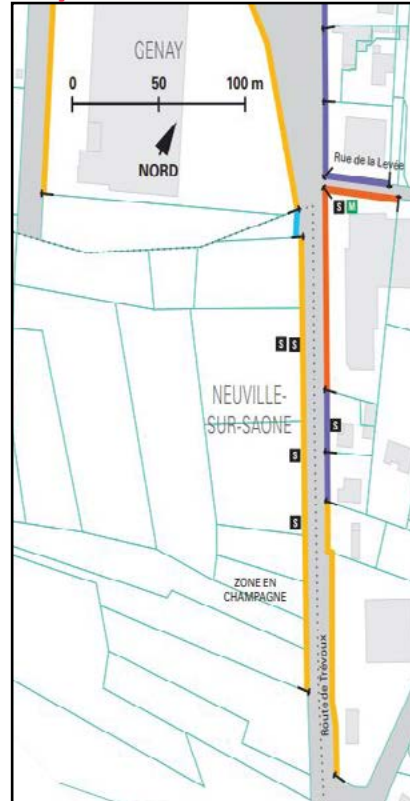 GENAY
0 50 100 m
NORD
Rue de la Levée
S M
S S
NEUVILLE-
SUR-SAONE
S
S
S
ZONE EN
CHAMPAGNE
Route de Trévoux